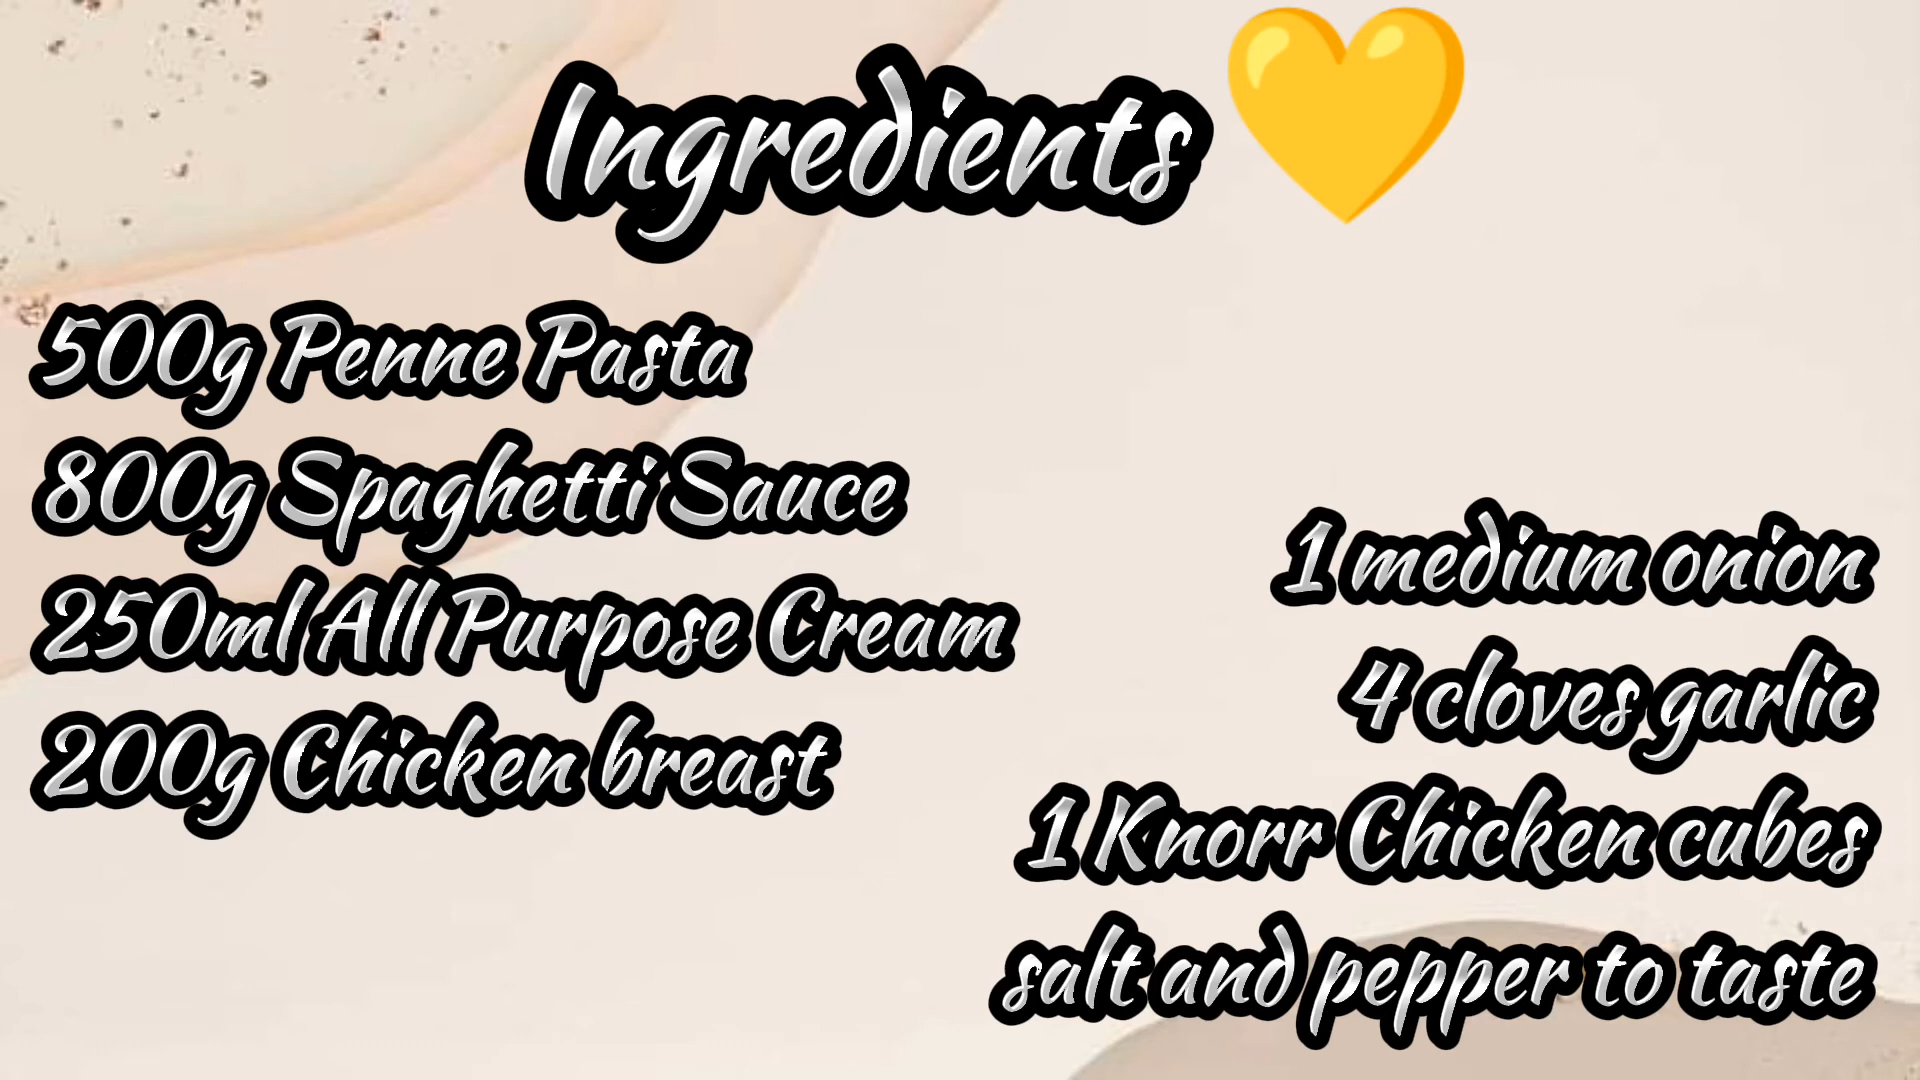 Ingredients 💛
500g Penne Pasta
800g Spaghetti Sauce
250ml All Purpose Cream
200g Chicken breast
1 medium onion
4 cloves garlic
1 Knorr Chicken cubes
salt and pepper to taste